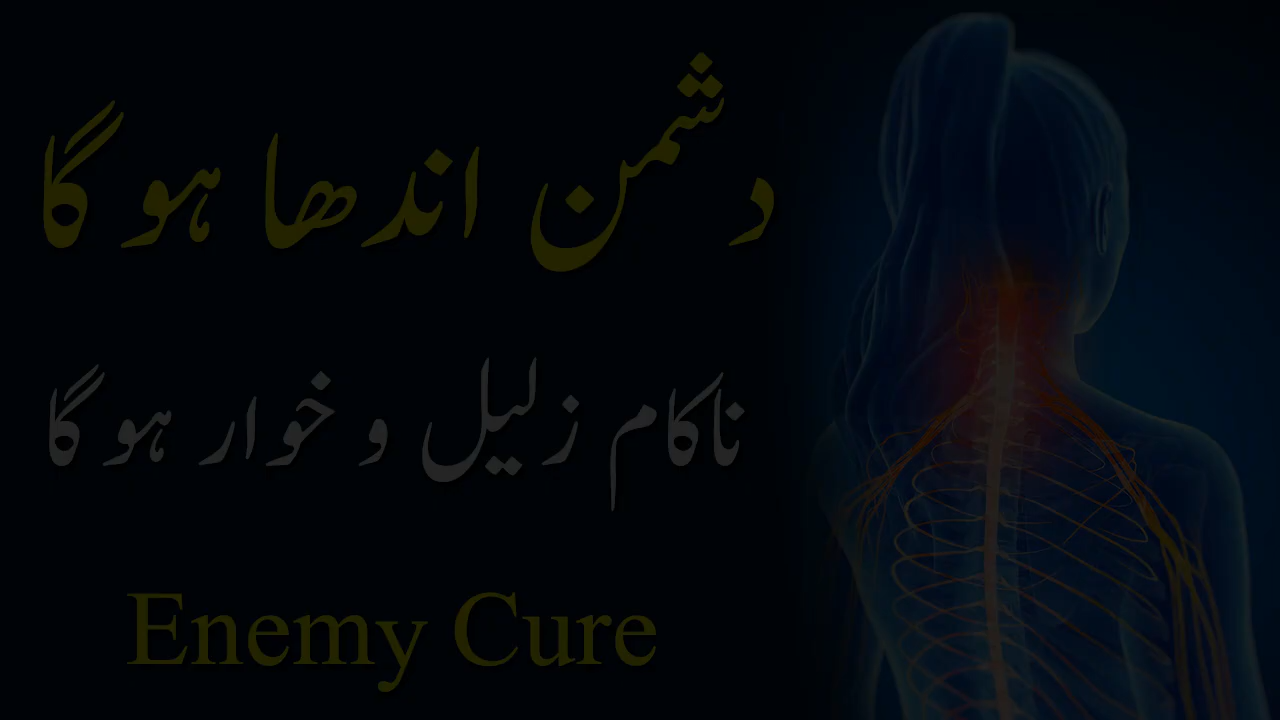 دشمن اندھا ہو گا
ناکام زلیل و خوار ہو گا
Enemy Cure